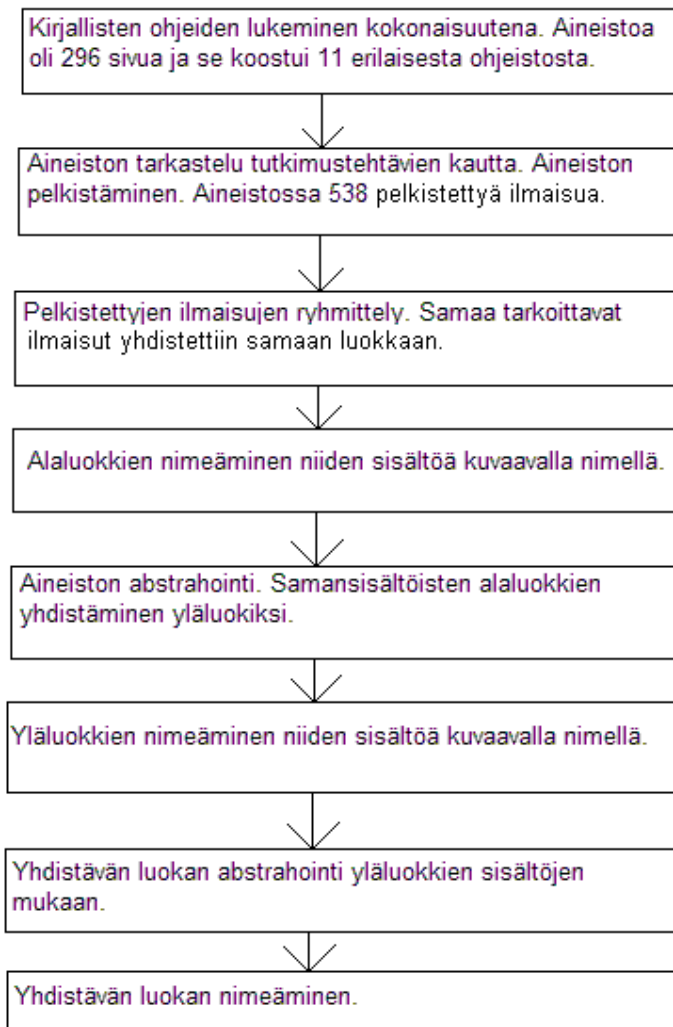 Kirjallisten ohjeiden lukeminen kokonaisuutena. Aineistoa
oli 296 sivua ja se koostui 11 erilaisesta ohjeistosta.
Aineiston tarkastelu tutkimustehtävien kautta. Aineiston
pelkistäminen. Aineistossa 538 pelkistettyä ilmaisua.
Pelkistettyjen ilmaisujen ryhmittely. Samaa tarkoittavat
ilmaisut yhdistettiin samaan luokkaan.
Alaluokkien nimeäminen niiden sisältöä kuvaavalla nimellä.
Aineiston abstrahointi. Samansisältöisten alaluokkien
yhdistäminen yläluokiksi.
Yläluokkien nimeäminen niiden sisältöä kuvaavalla nimellä.
Yhdistävän luokan abstrahointi yläluokkien sisältöjen
mukaan.
Yhdistävän luokan nimeäminen.